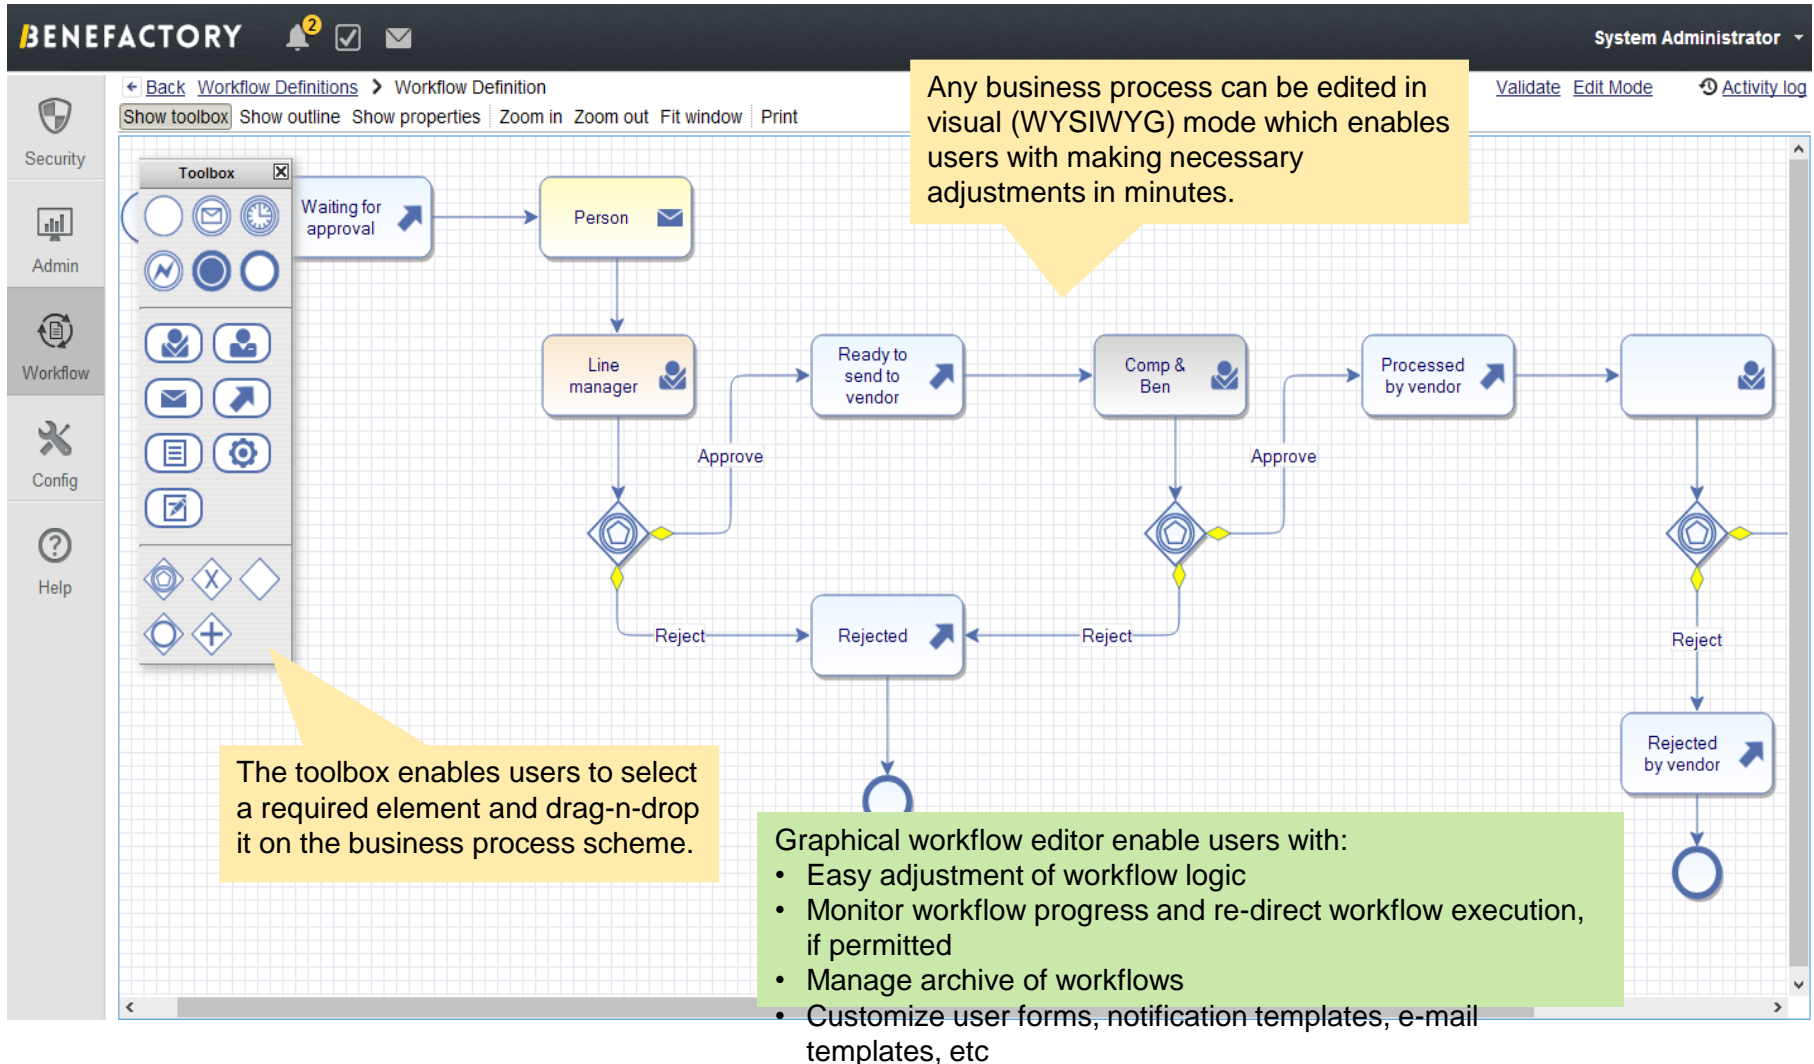 BENEFACTORY
2
System Administrator
Back Workflow Definitions > Workflow Definition
Validate Edit Mode Activity log
Show toolbox Show outline Show properties Zoom in Zoom out Fit window Print
Security
Admin
Workflow
Config
Help
Toolbox
X
Any business process can be edited in
visual (WYSIWYG) mode which enables
users with making necessary
adjustments in minutes.
Waiting for
approval
Person
Line
manager
Ready to
send to
vendor
Comp &
Ben
Processed
by vendor
Approve
Approve
Reject
Rejected
Reject
Reject
Rejected
by vendor
The toolbox enables users to select
a required element and drag-n-drop
it on the business process scheme.
Graphical workflow editor enable users with:
• Easy adjustment of workflow logic
• Monitor workflow progress and re-direct workflow execution,
if permitted
• Manage archive of workflows
• Customize user forms, notification templates, e-mail
templates, etc